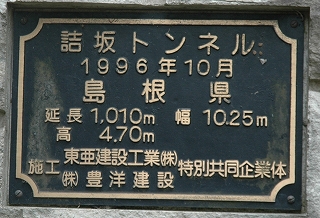 詰坂トンネル
1996年10月
島根県
延長 1,010m 幅 10.25m
高 4.70m
施工 東亜建設工業㈱ 特別共同企業体
㈱豊洋建設